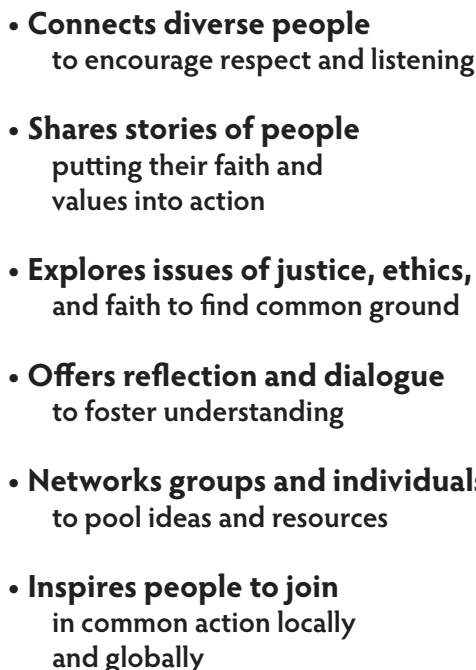 • Connects diverse people
to encourage respect and listening
• Shares stories of people
putting their faith and
values into action
• Explores issues of justice, ethics,
and faith to find common ground
• Offers reflection and dialogue
to foster understanding
• Networks groups and individuals
to pool ideas and resources
• Inspires people to join
in common action locally
and globally